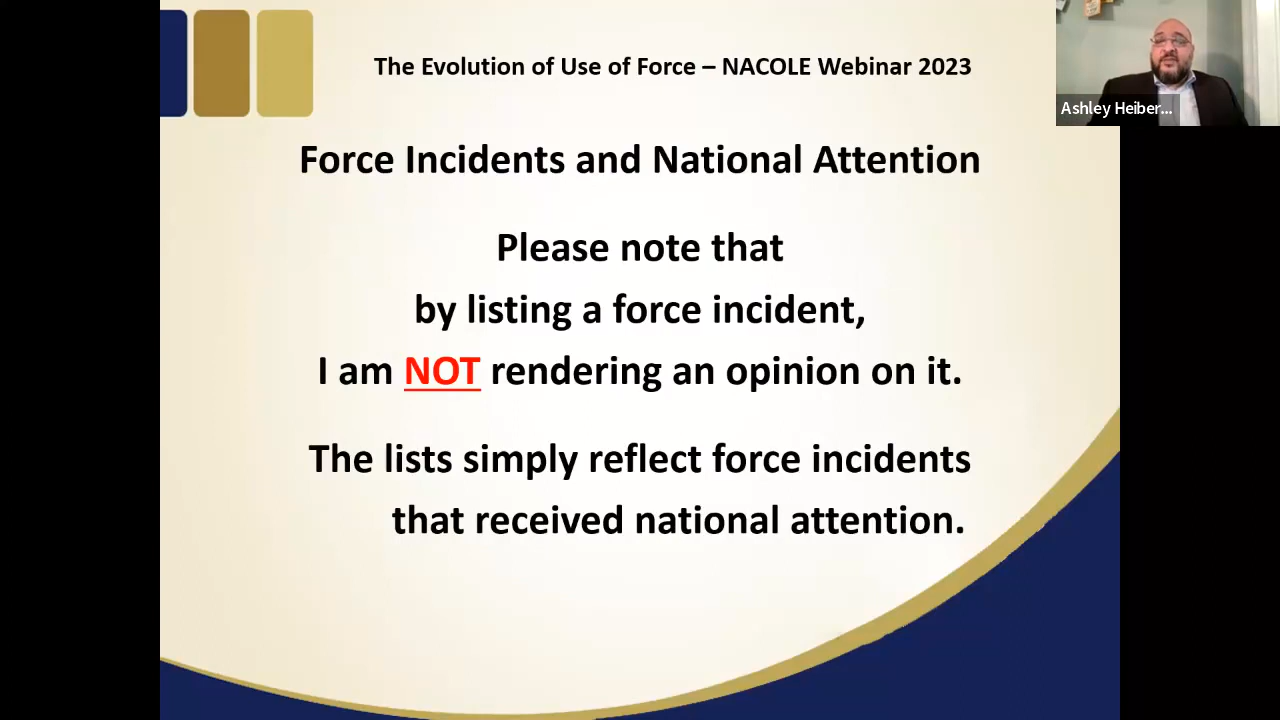 The Evolution of Use of Force – NACOLE Webinar 2023
Ashley Heiber...
Force Incidents and National Attention
Please note that
by listing a force incident,
I am NOT rendering an opinion on it.
The lists simply reflect force incidents
that received national attention.